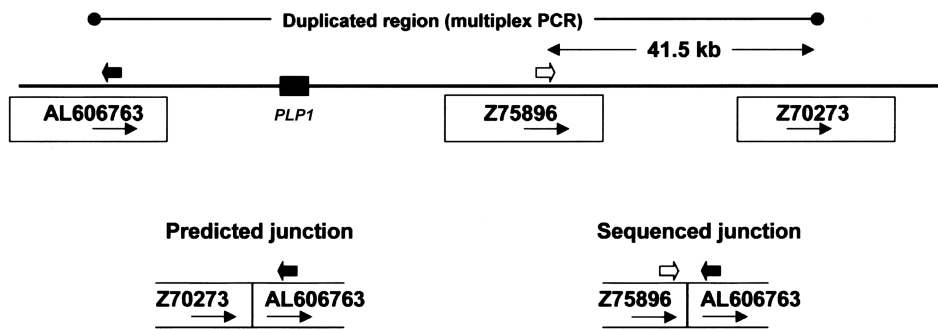 Duplicated region (multiplex PCR)
41.5 kb
AL606763
PLP1
Z75896
Z70273
Predicted junction
Sequenced junction
Z70273
AL606763
Z75896
AL606763